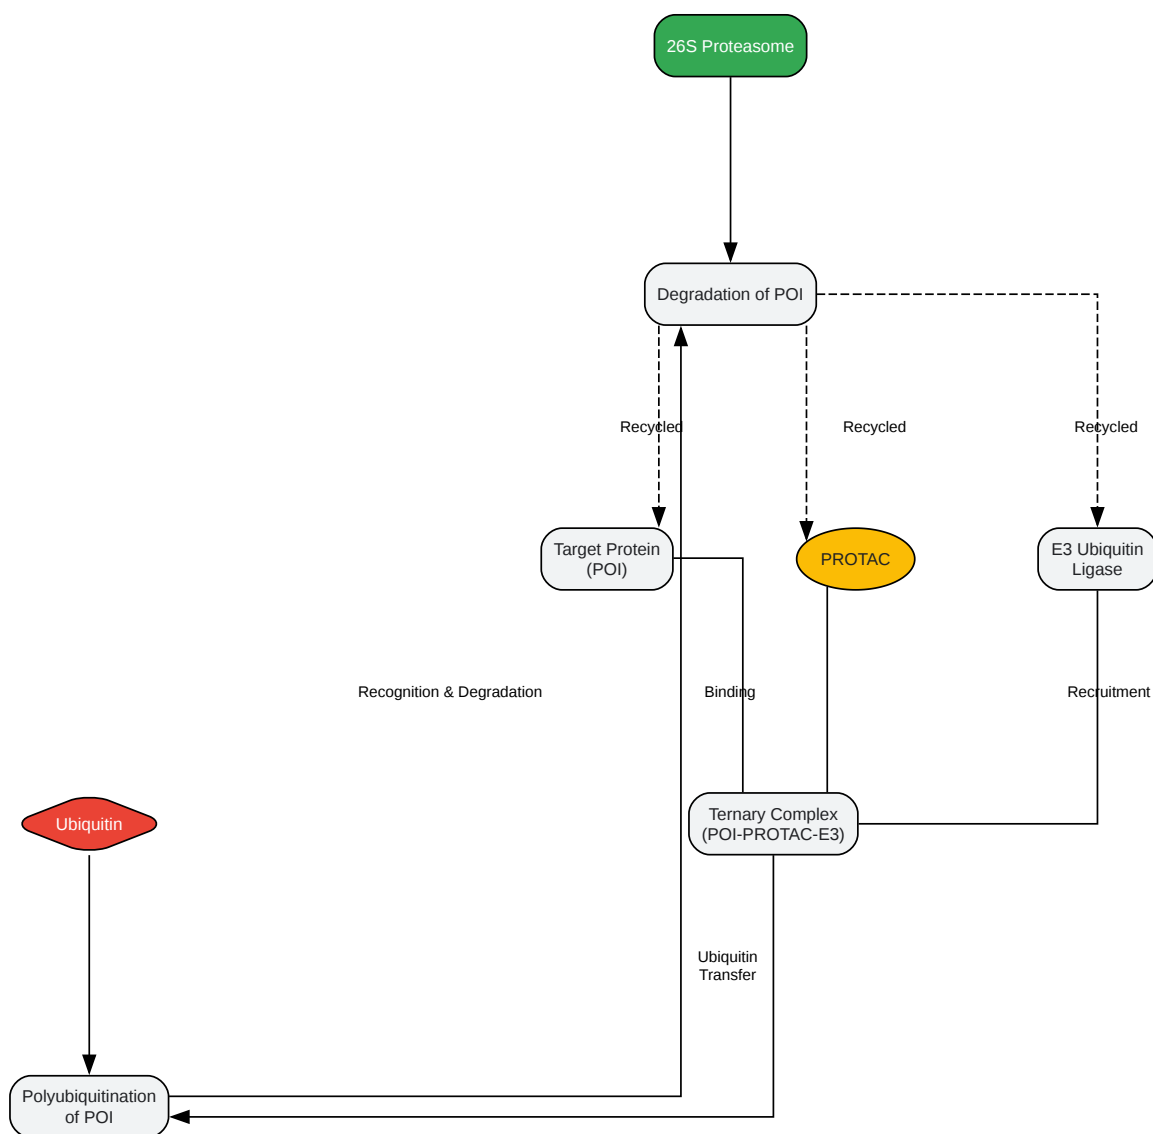 26S Proteasome
Degradation of POI
Recycled
Recycled
Recycled
Target Protein
(POI)
PROTAC
E3 Ubiquitin
Ligase
Recognition & Degradation
Binding
Recruitment
Ubiquitin
Ternary Complex
(POI-PROTAC-E3)
Ubiquitin
Transfer
Polyubiquitination
of POI